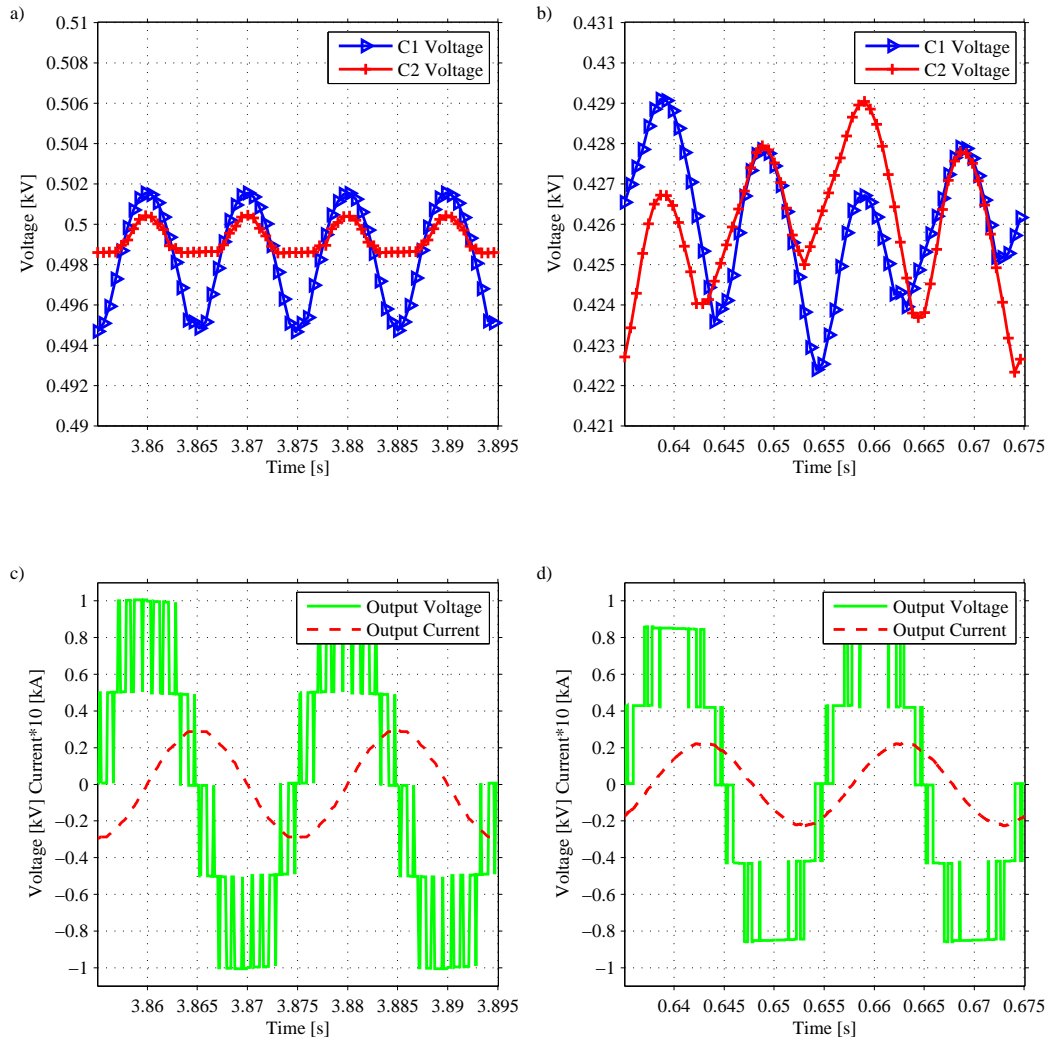 a)
0.51
0.508
0.506
0.504
0.502
0.5
0.498
0.496
0.494
0.492
0.49
Voltage [kV]
C1 Voltage
C2 Voltage
3.86 3.865 3.87 3.875 3.88 3.885 3.89 3.895
Time [s]
b)
0.431
0.43
0.429
0.428
0.427
0.426
0.425
0.424
0.423
0.422
0.421
Voltage [kV]
C1 Voltage
C2 Voltage
0.64 0.645 0.65 0.655 0.66 0.665 0.67 0.675
Time [s]
c)
1
0.8
0.6
0.4
0.2
0
−0.2
−0.4
−0.6
−0.8
−1
Voltage [kV] Current*10 [kA]
Output Voltage
Output Current
3.86 3.865 3.87 3.875 3.88 3.885 3.89 3.895
Time [s]
d)
1
0.8
0.6
0.4
0.2
0
−0.2
−0.4
−0.6
−0.8
−1
Voltage [kV] Current*10 [kA]
Output Voltage
Output Current
0.64 0.645 0.65 0.655 0.66 0.665 0.67 0.675
Time [s]